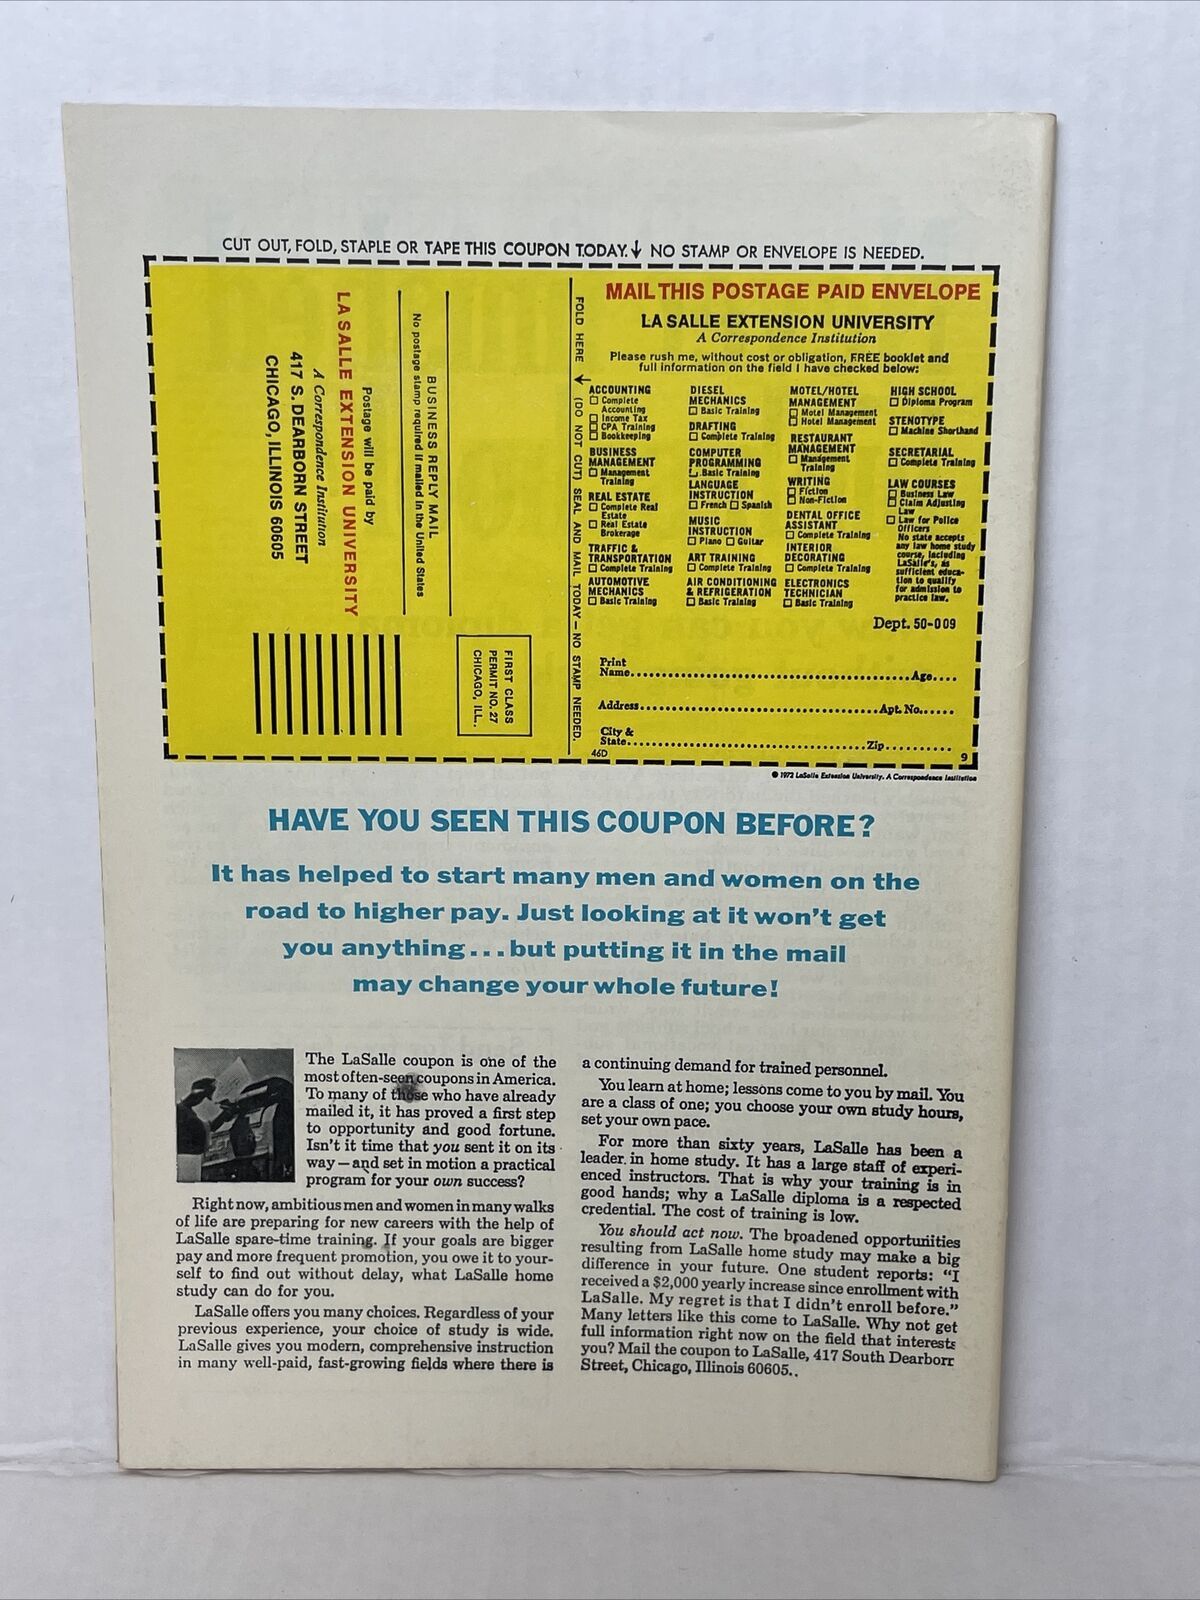 CUT OUT, FOLD, STAPLE OR TAPE THIS COUPON TODAY. ↓ NO STAMP OR ENVELOPE IS NEEDED.
FIRST CLASS
PERMIT NO. 27
CHICAGO, ILL.
BUSINESS REPLY MAIL
No postage stamp required if mailed in the United States
Postage will be paid by
LA SALLE EXTENSION UNIVERSITY
A Correspondence Institution
417 S. DEARBORN STREET
CHICAGO, ILLINOIS 60605
FOLD HERE ↓ (DO NOT CUT) SEAL AND MAIL TODAY — NO STAMP NEEDED.
MAIL THIS POSTAGE PAID ENVELOPE
LA SALLE EXTENSION UNIVERSITY
A Correspondence Institution
Please rush me, without cost or obligation, FREE booklet and
full information on the field I have checked below:
ACCOUNTING
☐ Complete
Accounting
☐ Income Tax
☐ CPA Training
☐ Bookkeeping
BUSINESS
MANAGEMENT
☐ Management
Training
REAL ESTATE
☐ Complete Real
Estate
☐ Real Estate
Brokerage
TRAFFIC &
TRANSPORTATION
☐ Complete Training
AUTOMOTIVE
MECHANICS
☐ Basic Training
DIESEL
MECHANICS
☐ Basic Training
DRAFTING
☐ Complete Training
COMPUTER
PROGRAMMING
☐ Basic Training
LANGUAGE
INSTRUCTION
☐ French ☐ Spanish
MUSIC
INSTRUCTION
☐ Piano ☐ Guitar
ART TRAINING
☐ Complete Training
AIR CONDITIONING
& REFRIGERATION
☐ Basic Training
MOTEL/HOTEL
MANAGEMENT
☐ Motel Management
☐ Hotel Management
RESTAURANT
MANAGEMENT
☐ Management
Training
WRITING
☐ Fiction
☐ Non-Fiction
DENTAL OFFICE
ASSISTANT
☐ Complete Training
INTERIOR
DECORATING
☐ Complete Training
ELECTRONICS
TECHNICIAN
☐ Basic Training
HIGH SCHOOL
☐ Diploma Program
STENOTYPE
☐ Machine Shorthand
SECRETARIAL
☐ Complete Training
LAW COURSES
☐ Business Law
☐ Claim Adjusting
Law
☐ Law for Police
Officers
No state accepts
any law home study
course, including
LaSalle's, as
sufficient educa-
tion to qualify
for admission to
practice law.
Dept. 50-009
Print
Name.......Age....
Address.......Apt. No......
City &
State.......Zip..........
46D 9
© 1972 LaSalle Extension University. A Correspondence Institution
HAVE YOU SEEN THIS COUPON BEFORE?
It has helped to start many men and women on the
road to higher pay. Just looking at it won't get
you anything...but putting it in the mail
may change your whole future!
The LaSalle coupon is one of the
most often-seen coupons in America.
To many of those who have already
mailed it, it has proved a first step
to opportunity and good fortune.
Isn't it time that you sent it on its
way—and set in motion a practical
program for your own success?
Right now, ambitious men and women in many walks
of life are preparing for new careers with the help of
LaSalle spare-time training. If your goals are bigger
pay and more frequent promotion, you owe it to your-
self to find out without delay, what LaSalle home
study can do for you.
LaSalle offers you many choices. Regardless of your
previous experience, your choice of study is wide.
LaSalle gives you modern, comprehensive instruction
in many well-paid, fast-growing fields where there is
a continuing demand for trained personnel.
You learn at home; lessons come to you by mail. You
are a class of one; you choose your own study hours,
set your own pace.
For more than sixty years, LaSalle has been a
leader in home study. It has a large staff of experi-
enced instructors. That is why your training is in
good hands; why a LaSalle diploma is a respected
credential. The cost of training is low.
You should act now. The broadened opportunities
resulting from LaSalle home study may make a big
difference in your future. One student reports: "I
received a $2,000 yearly increase since enrollment with
LaSalle. My regret is that I didn't enroll before."
Many letters like this come to LaSalle. Why not get
full information right now on the field that interests
you? Mail the coupon to LaSalle, 417 South Dearborn
Street, Chicago, Illinois 60605..